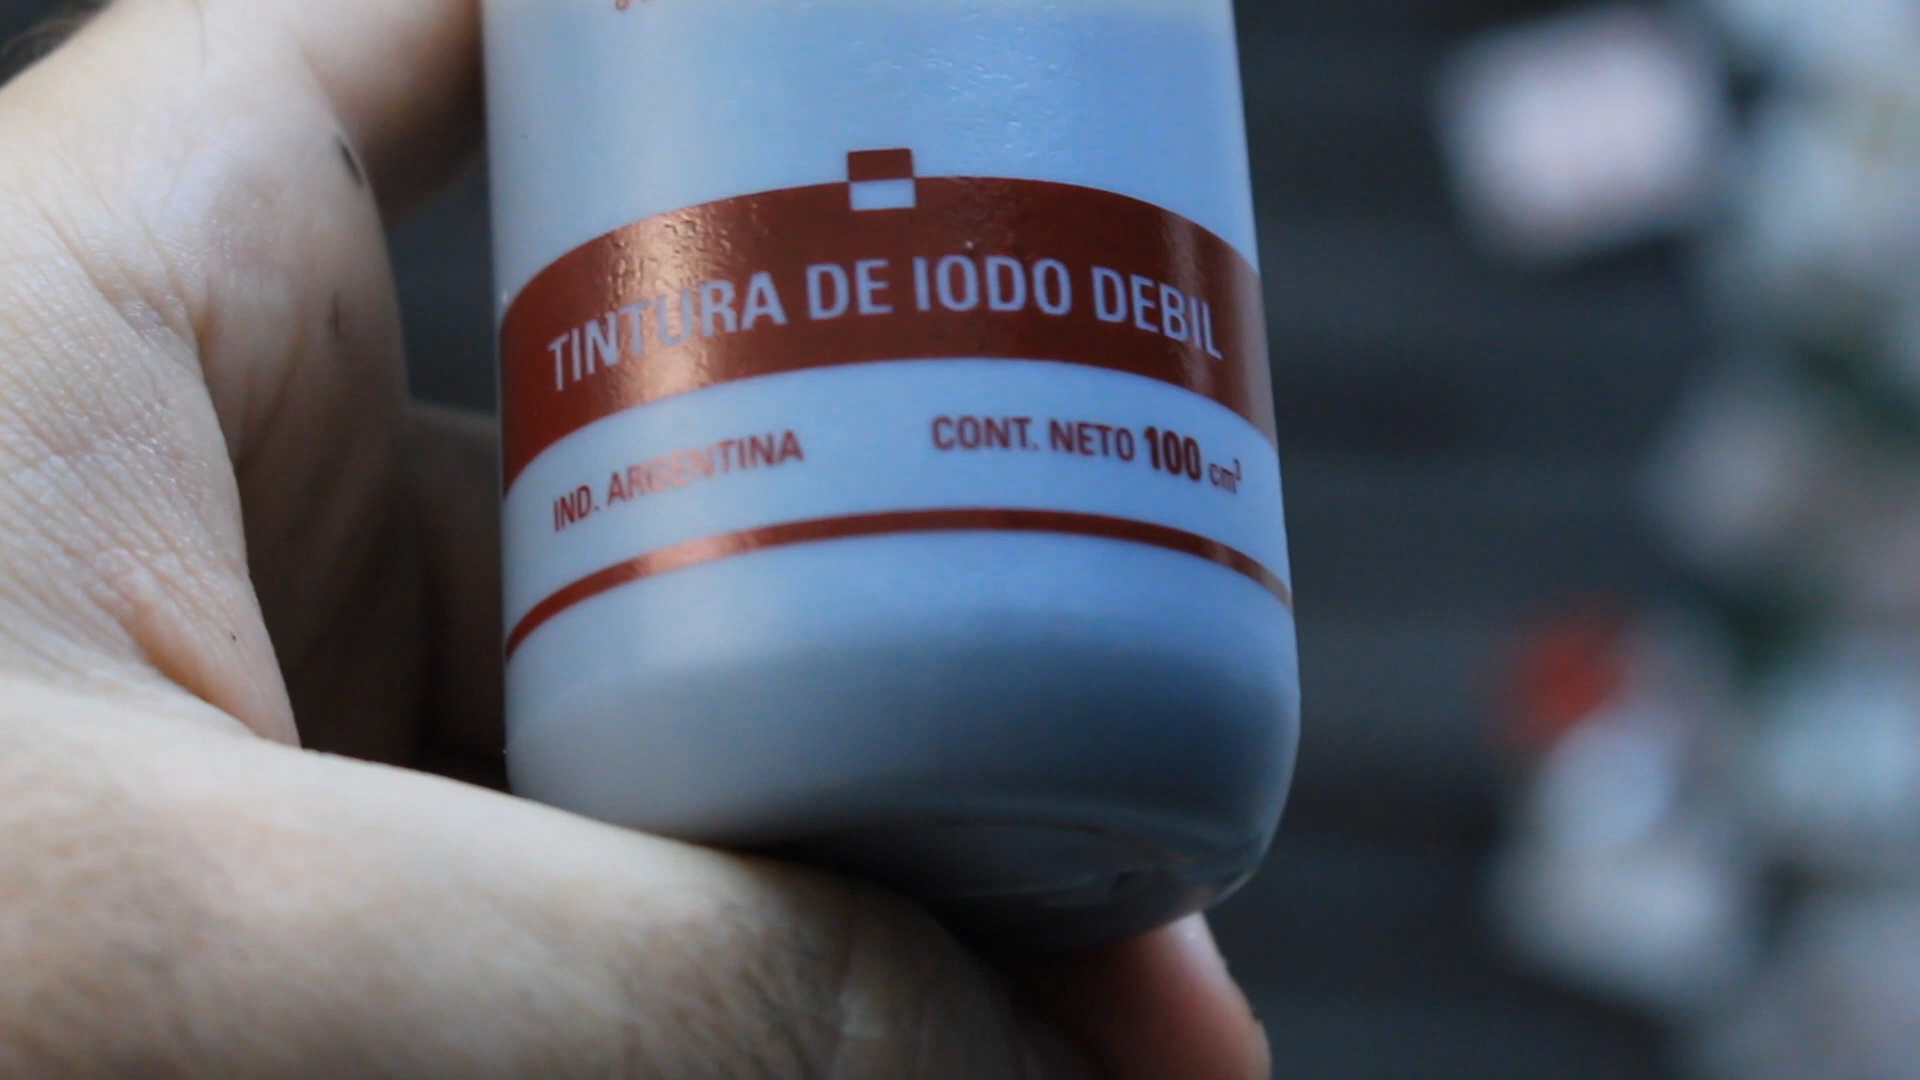 TINTURA DE IODO DEBIL
IND. ARGENTINA
CONT. NETO 100 cm³